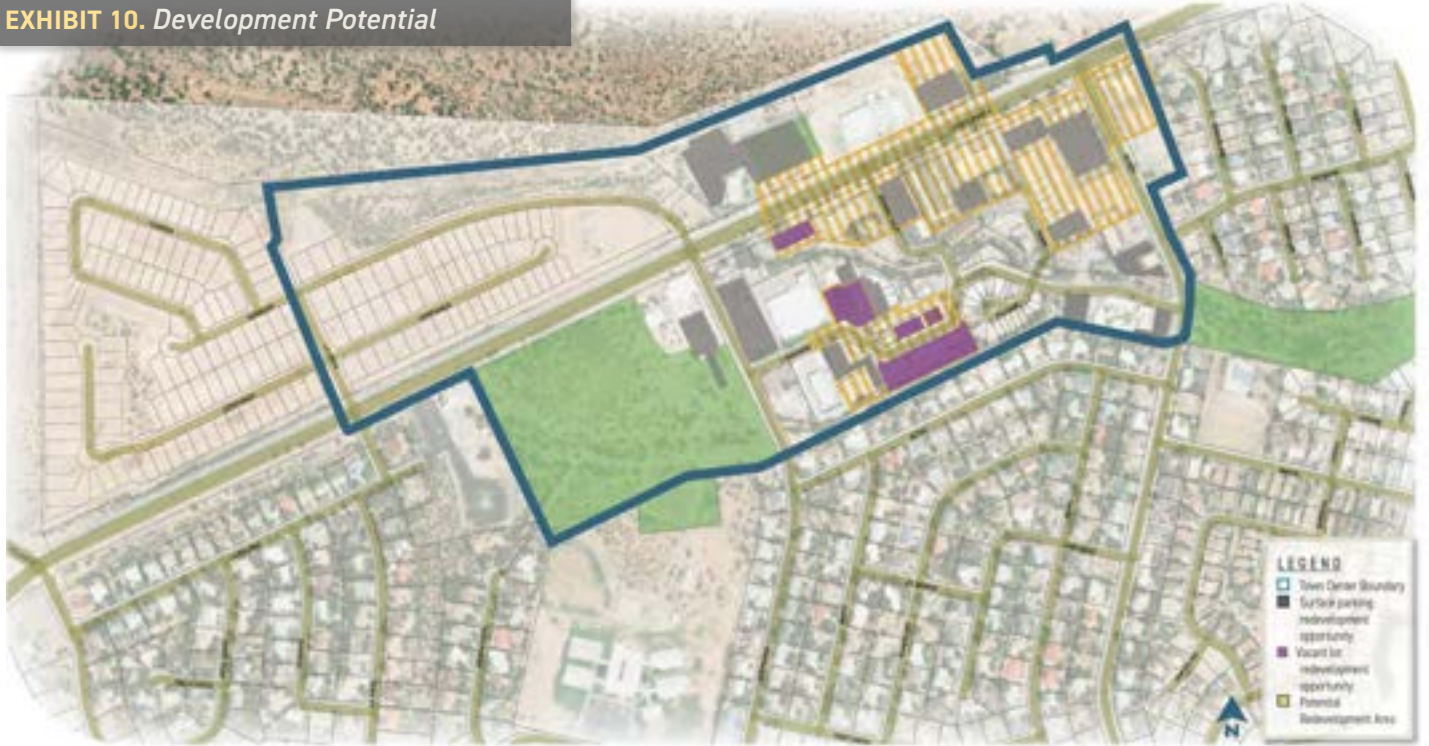 EXHIBIT 10. Development Potential
LEGEND
Town Center Boundary
Surface parking
redevelopment
opportunity
Vacant lot
redevelopment
opportunity
Potential
Redevelopment Area
N